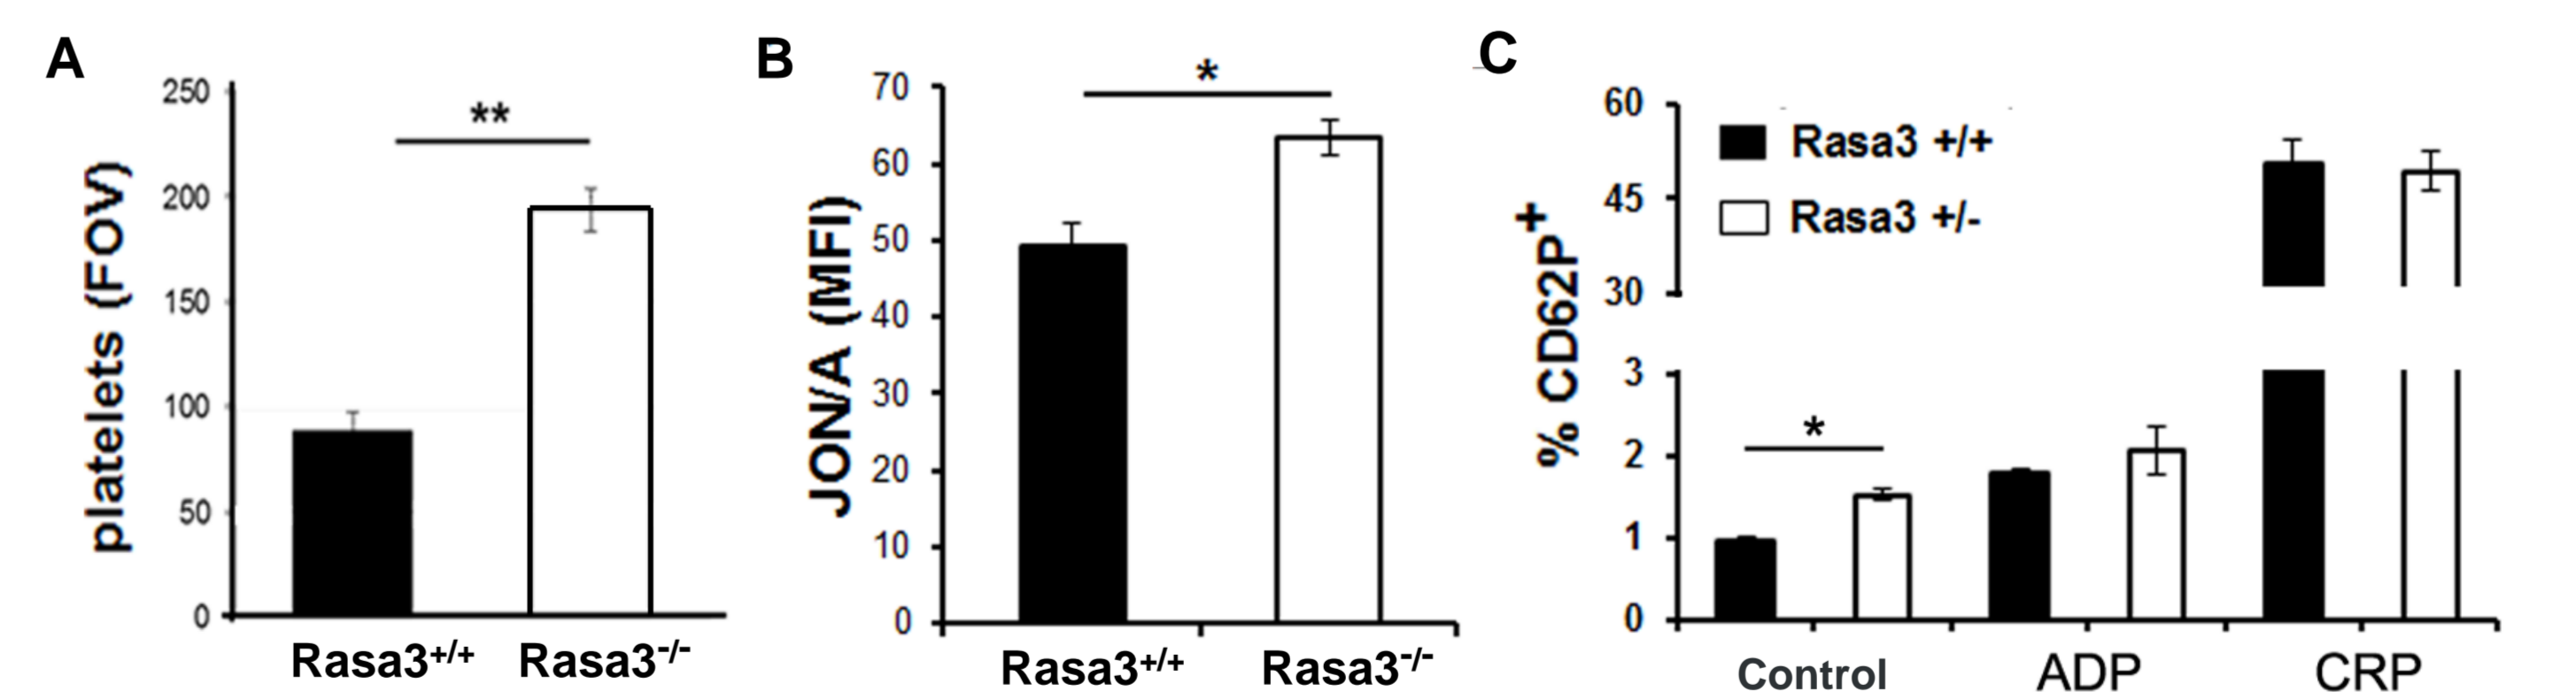 A
platelets (FOV)
250
200
150
100
50
0
**
Rasa3+/+
Rasa3-/-
B
JON/A (MFI)
70
60
50
40
30
20
10
0
*
Rasa3+/+
Rasa3-/-
C
% CD62P+
60
45
30
3
2
1
0
Rasa3 +/+
Rasa3 +/-
*
Control
ADP
CRP